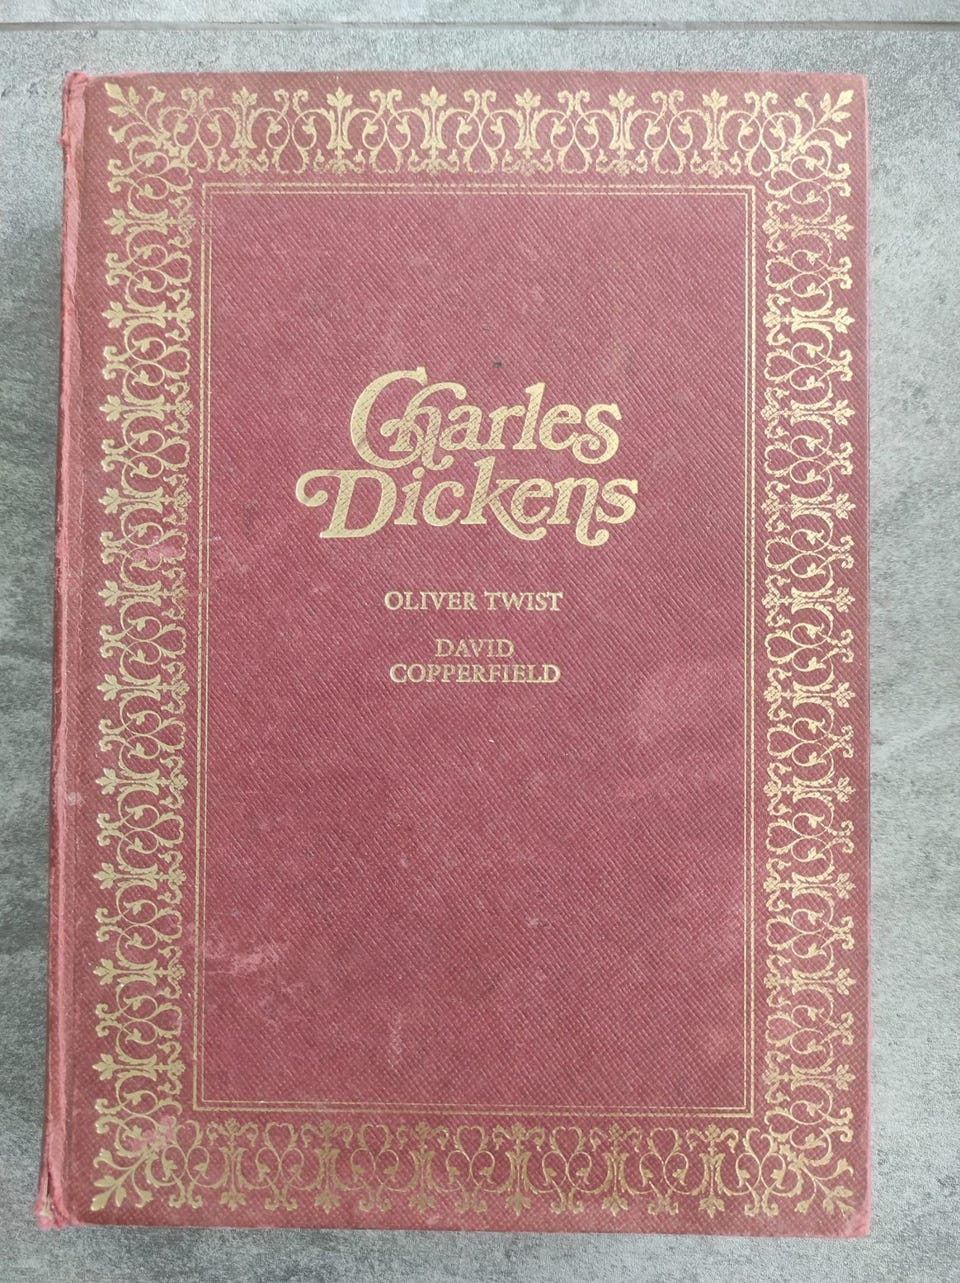 Charles
Dickens
OLIVER TWIST
DAVID
COPPERFIELD